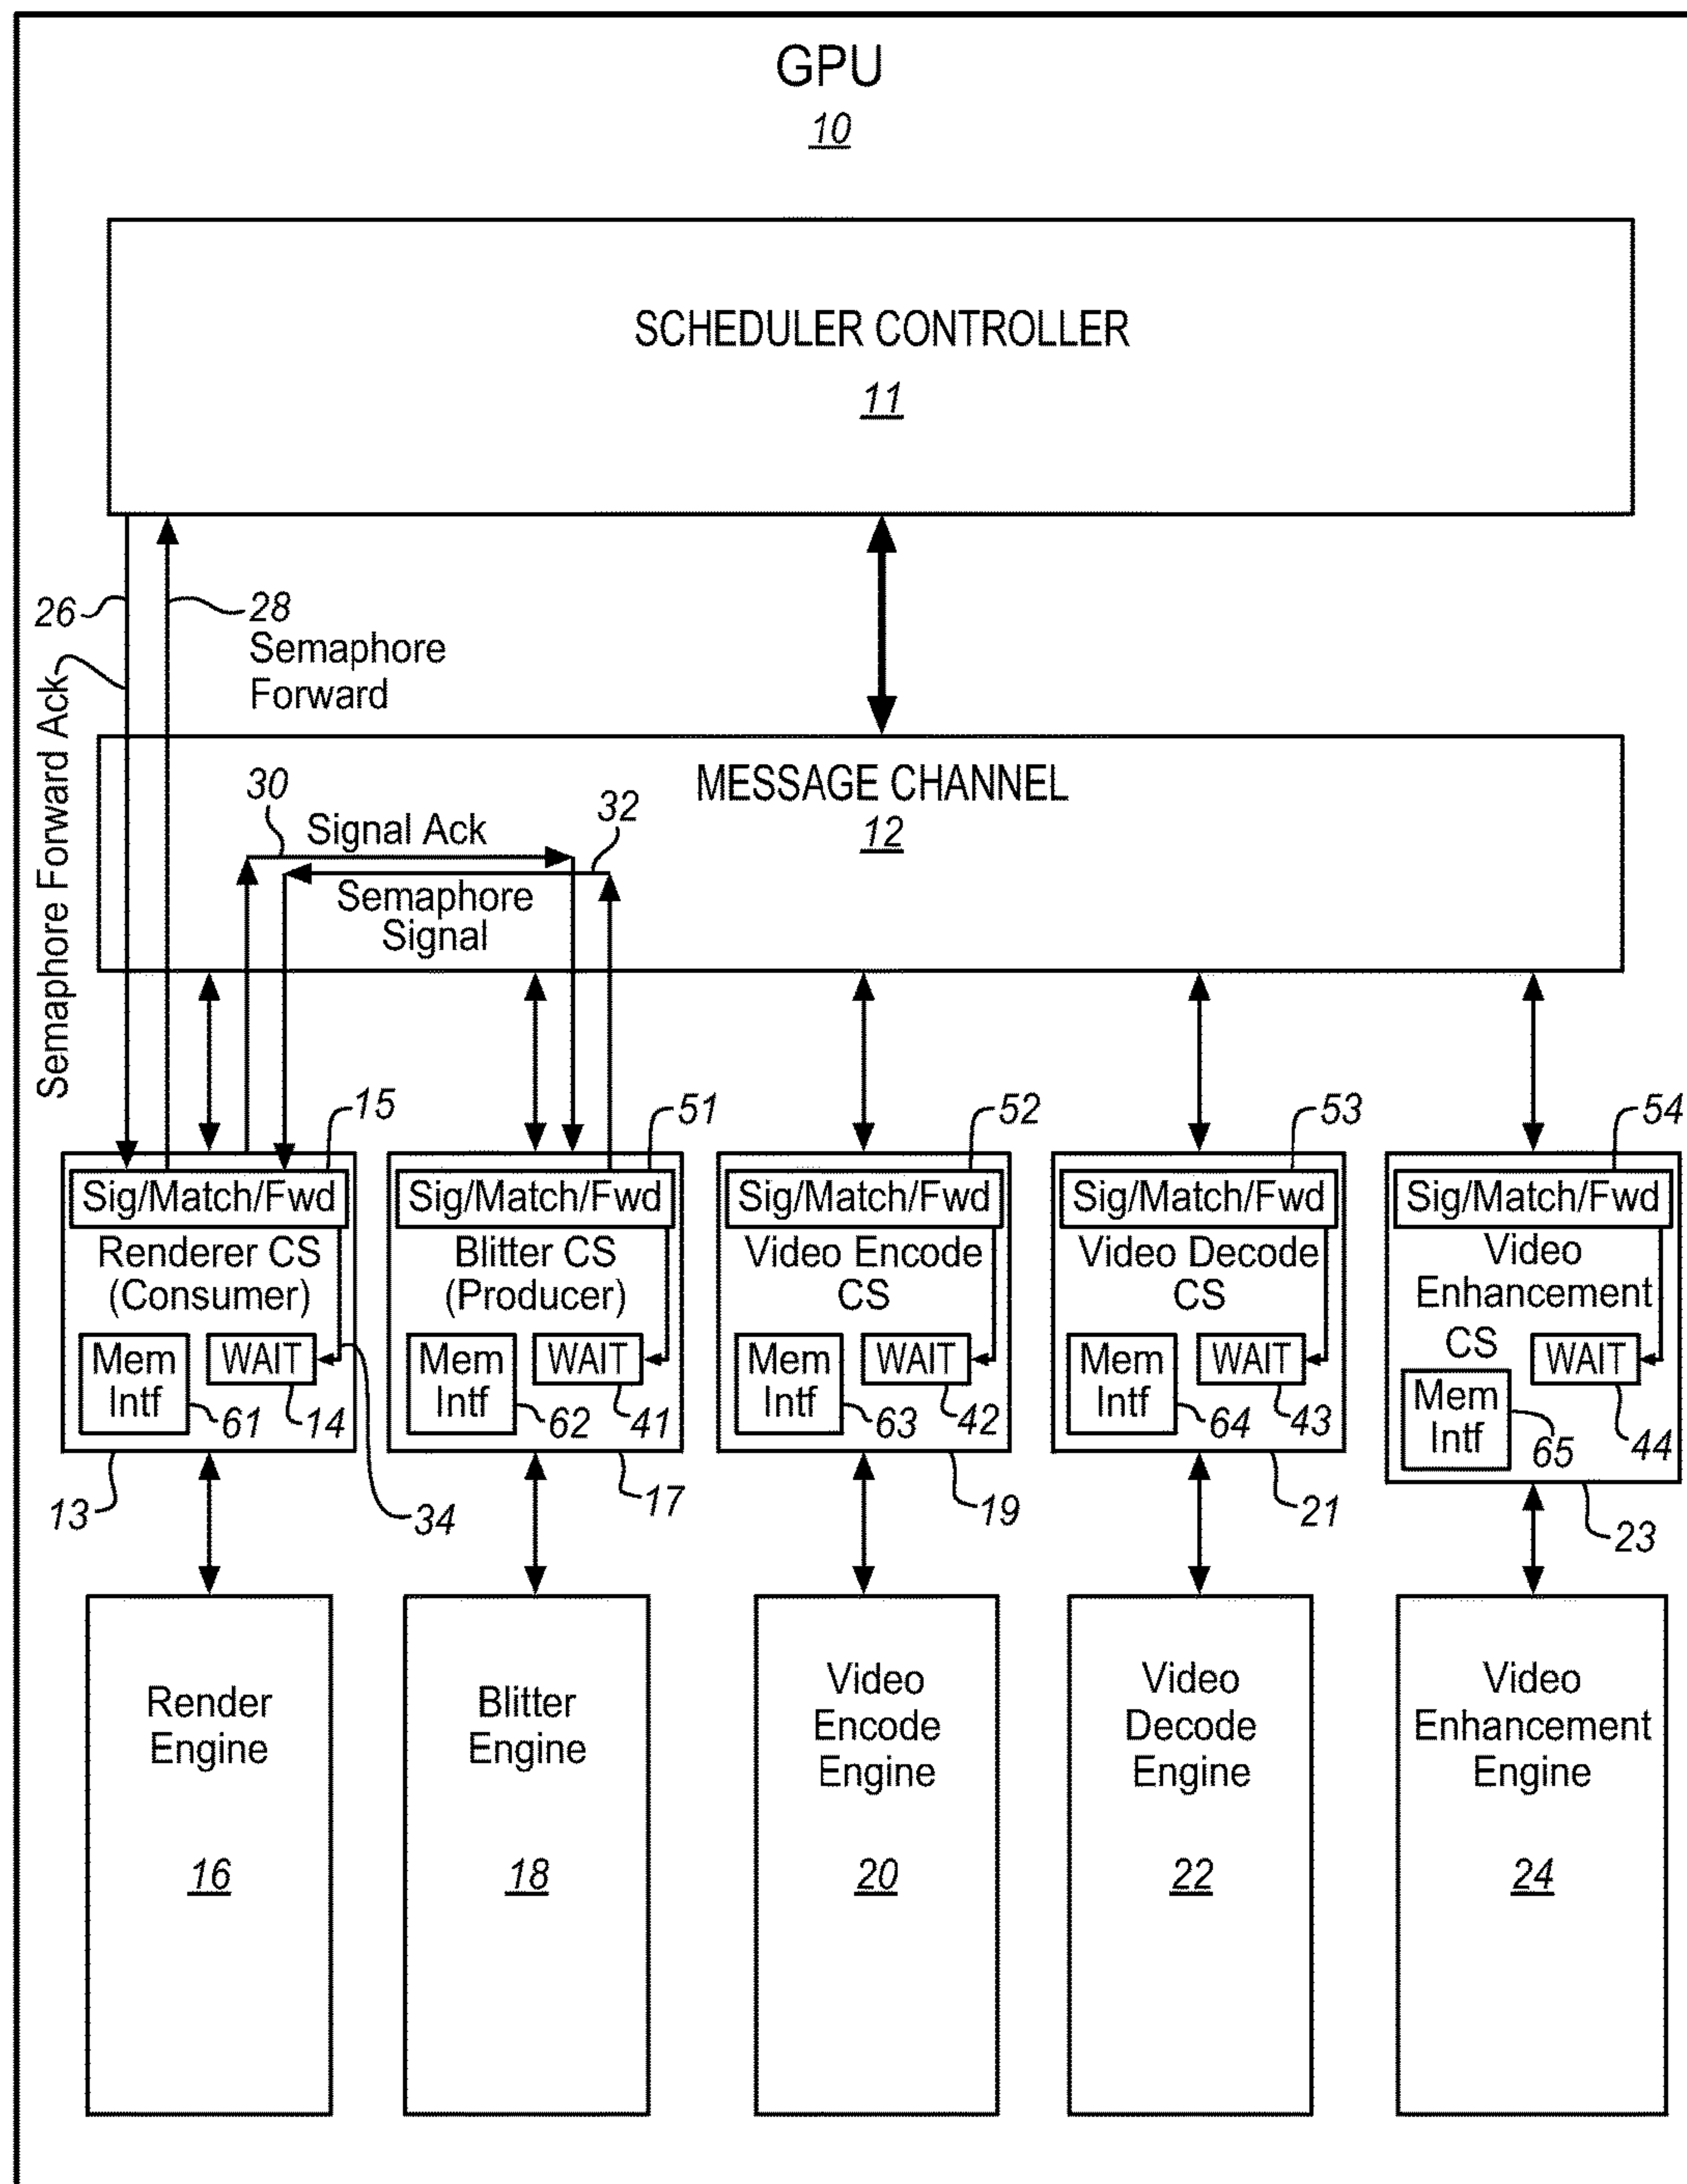 GPU
10
SCHEDULER CONTROLLER
11
26
28
Semaphore
Forward
Semaphore Forward Ack
MESSAGE CHANNEL
12
30
Signal Ack
32
Semaphore
Signal
15
51
52
53
54
Sig/Match/Fwd
Renderer CS
(Consumer)
Mem
Intf
WAIT
61
14
13
34
Sig/Match/Fwd
Blitter CS
(Producer)
Mem
Intf
WAIT
62
41
17
Sig/Match/Fwd
Video Encode
CS
Mem
Intf
WAIT
63
42
19
Sig/Match/Fwd
Video Decode
CS
Mem
Intf
WAIT
64
43
21
Sig/Match/Fwd
Video
Enhancement
CS
WAIT
Mem
Intf
65
44
23
Render
Engine
16
Blitter
Engine
18
Video
Encode
Engine
20
Video
Decode
Engine
22
Video
Enhancement
Engine
24